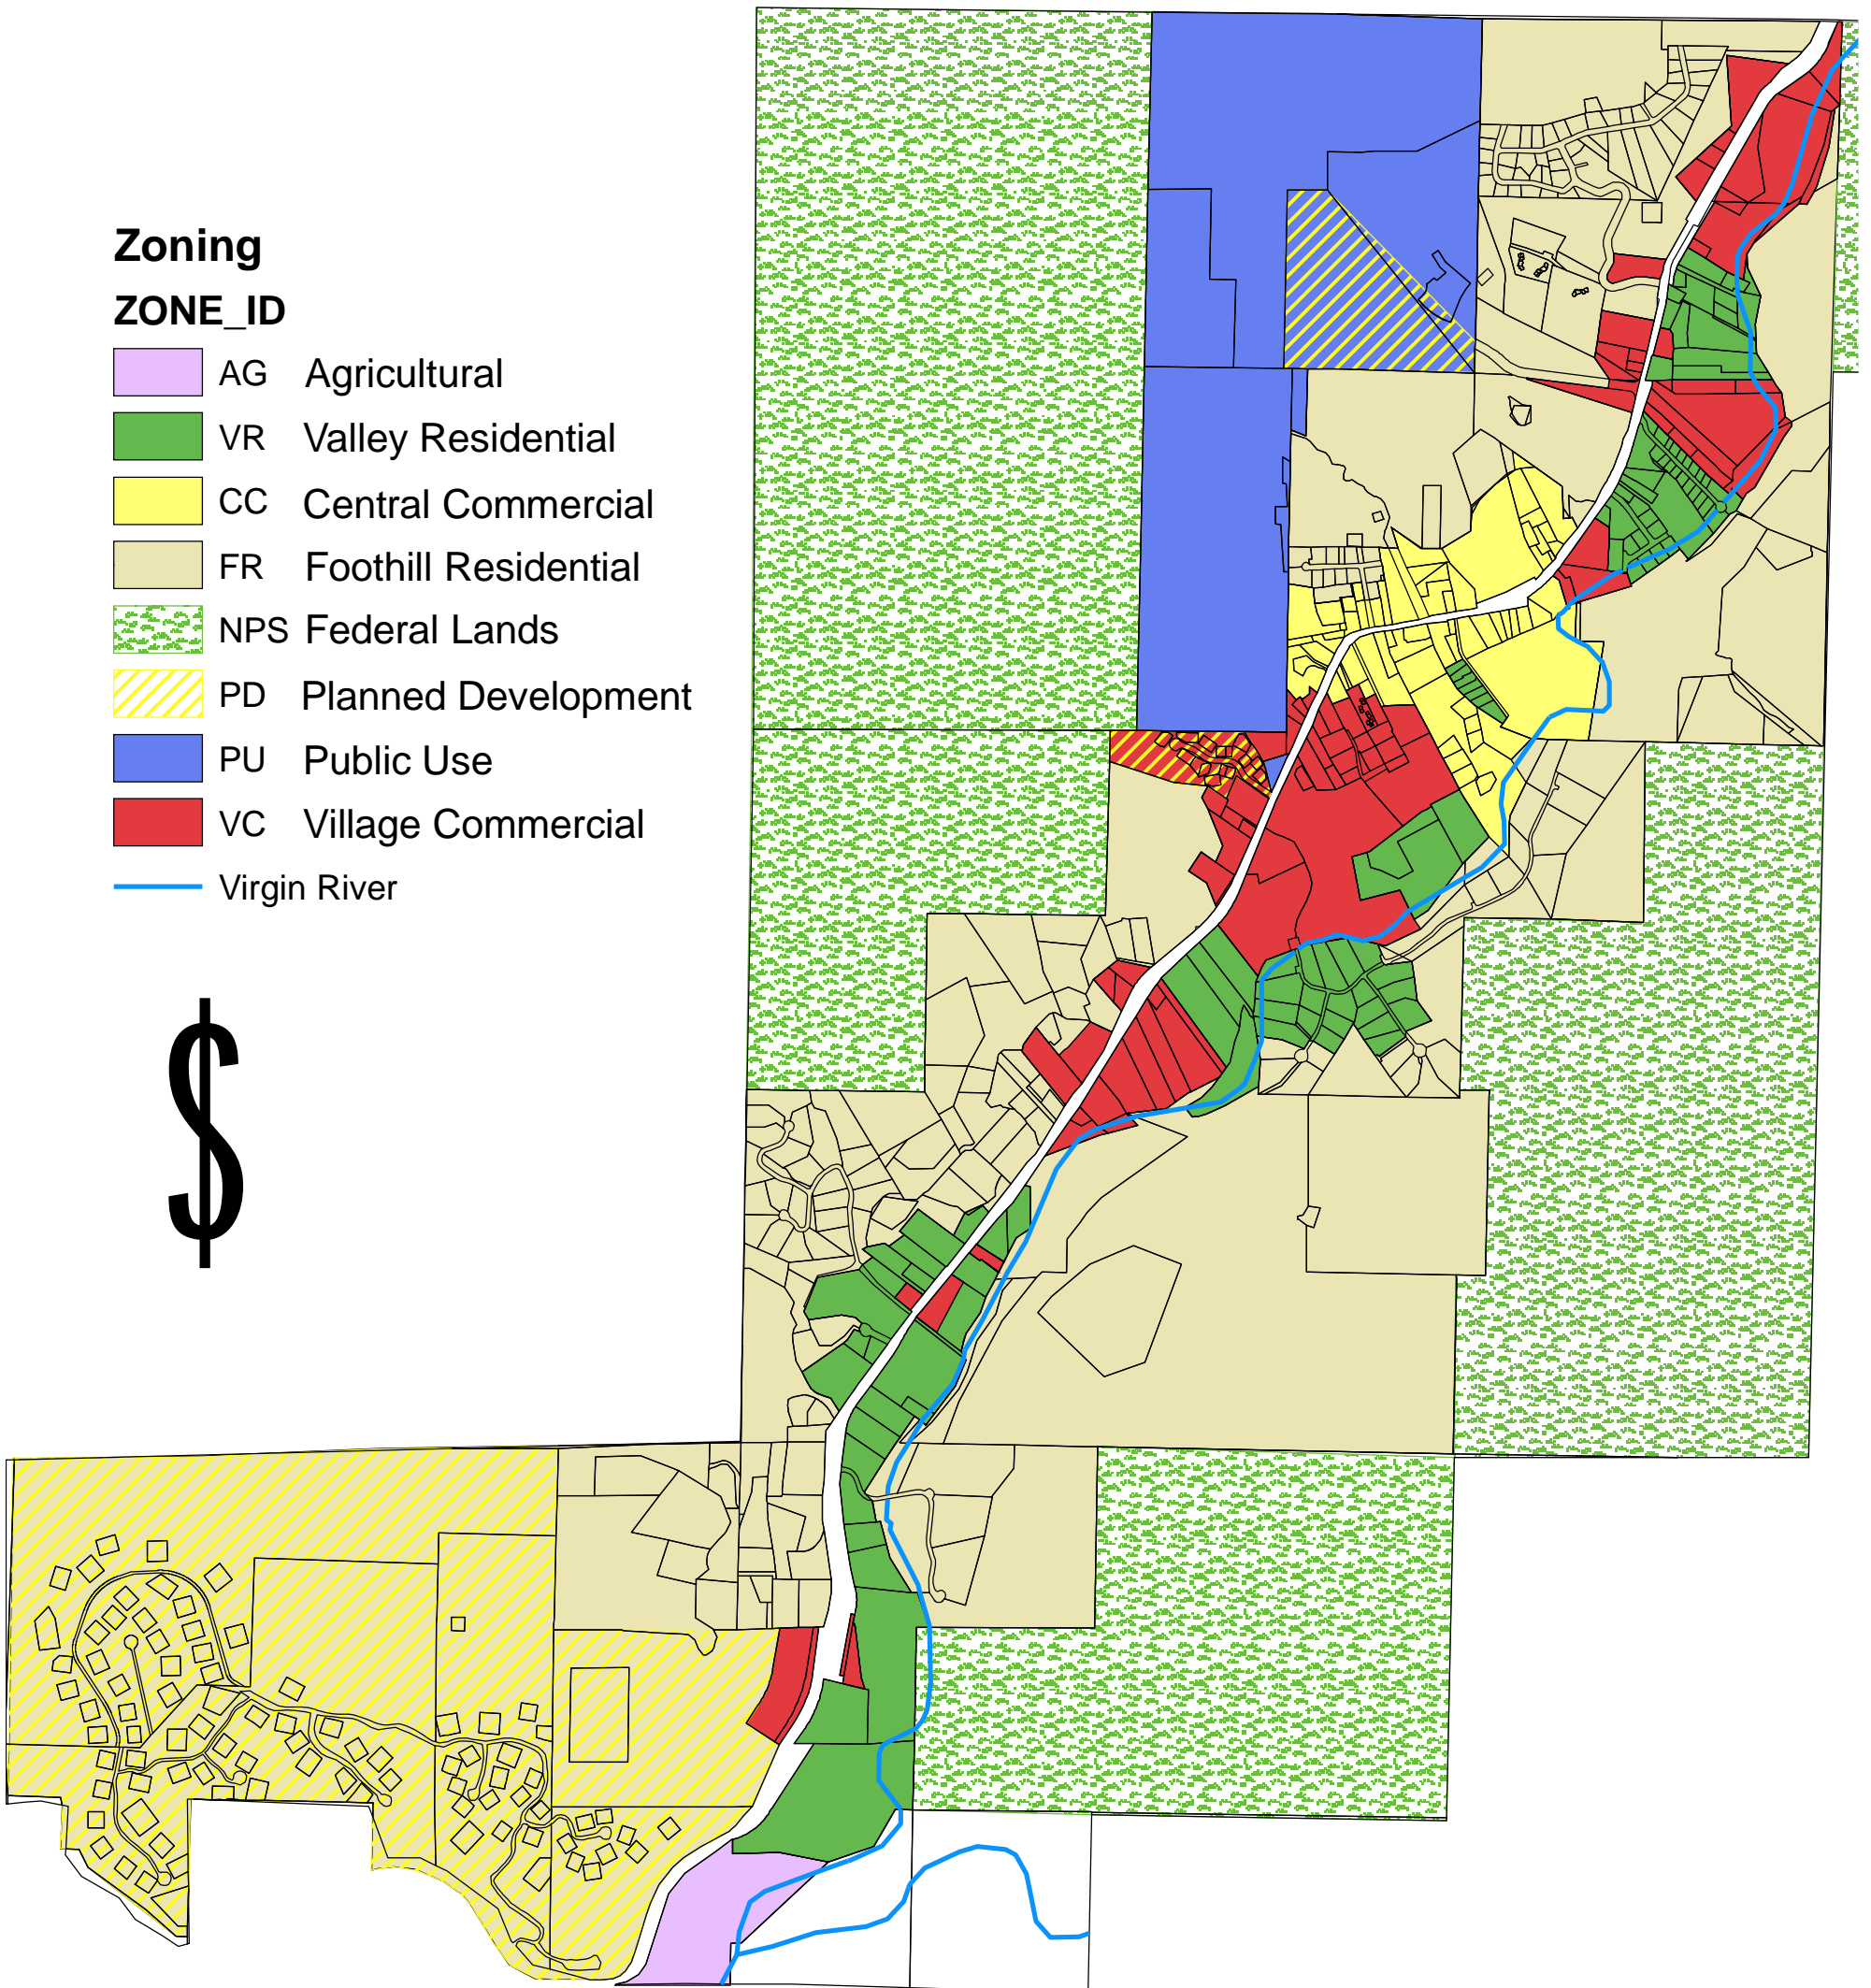 Zoning
ZONE_ID
AG Agricultural
VR Valley Residential
CC Central Commercial
FR Foothill Residential
NPS Federal Lands
PD Planned Development
PU Public Use
VC Village Commercial
Virgin River
$